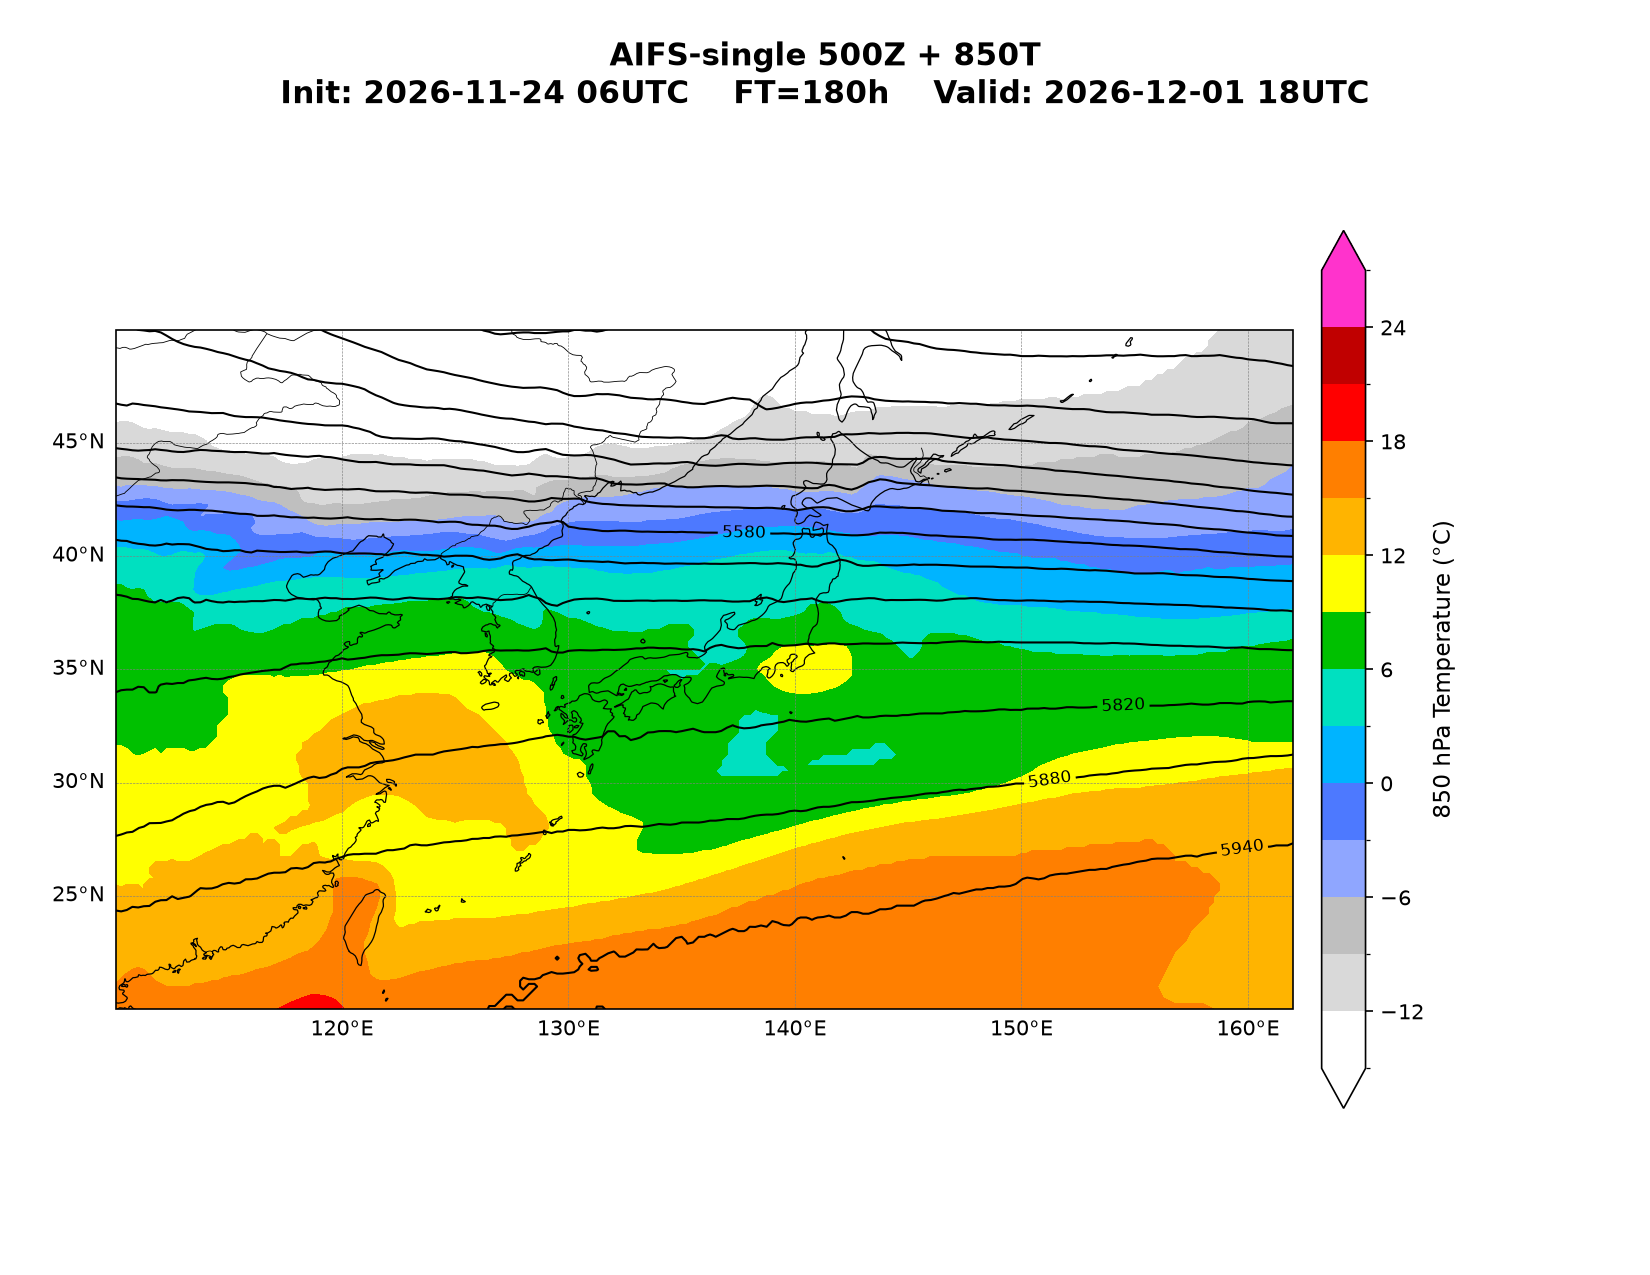 AIFS-single 500Z + 850T
Init: 2026-11-24 06UTC    FT=180h    Valid: 2026-12-01 18UTC
24
18
12
6
0
−6
−12
850 hPa Temperature (°C)
45°N
40°N
35°N
30°N
25°N
5580
5820
5880
5940
120°E
130°E
140°E
150°E
160°E